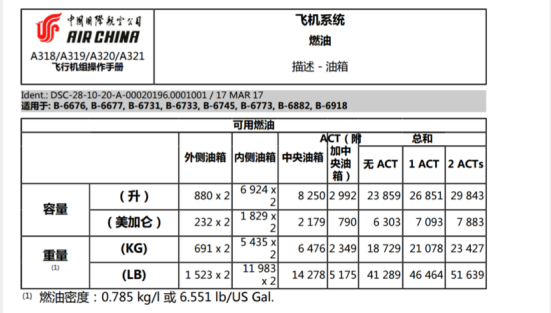 中国国际航空公司
AIR CHINA
A318/A319/A320/A321
飞行机组操作手册
飞机系统
燃油
描述 - 油箱
Ident.: DSC-28-10-20-A-00020196.0001001 / 17 MAR 17
适用于: B-6676, B-6677, B-6731, B-6733, B-6745, B-6773, B-6882, B-6918
可用燃油
外侧油箱 内侧油箱 中央油箱 ACT（附加中央油箱） 总和
无 ACT 1 ACT 2 ACTs
容量 （升） 880 x 2 6 924 x 2 8 250 2 992 23 859 26 851 29 843
（美加仑） 232 x 2 1 829 x 2 2 179 790 6 303 7 093 7 883
重量 (1) (KG) 691 x 2 5 435 x 2 6 476 2 349 18 729 21 078 23 427
(LB) 1 523 x 2 11 983 x 2 14 278 5 175 41 289 46 464 51 639
(1) 燃油密度：0.785 kg/l 或 6.551 lb/US Gal.